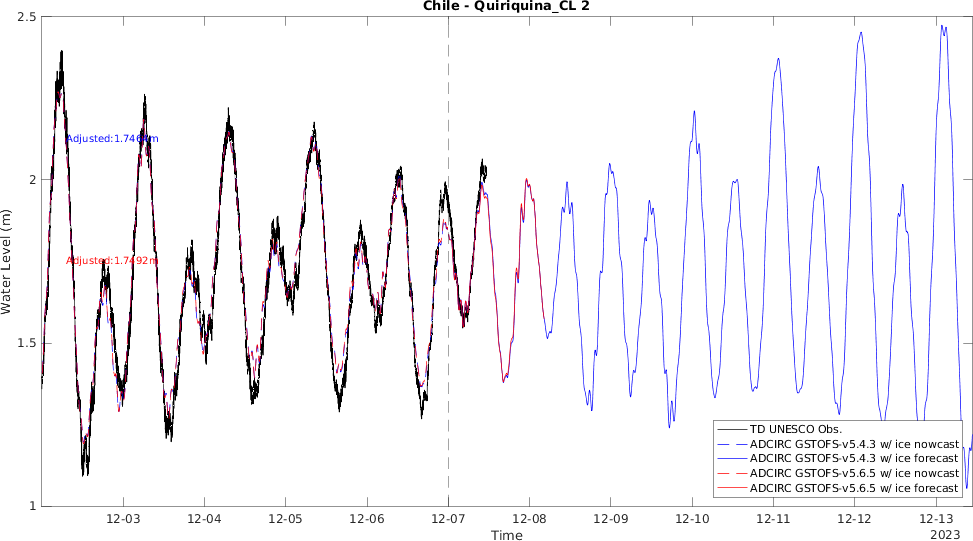 Chile - Quiriquina_CL 2
2.5
2
1.5
1
Water Level (m)
Adjusted:1.7492m
12-03
12-04
12-05
12-06
12-07
12-08
12-09
12-10
12-11
12-12
12-13
Time
2023
TD UNESCO Obs.
ADCIRC GSTOFS-v5.4.3 w/ ice nowcast
ADCIRC GSTOFS-v5.4.3 w/ ice forecast
ADCIRC GSTOFS-v5.6.5 w/ ice nowcast
ADCIRC GSTOFS-v5.6.5 w/ ice forecast